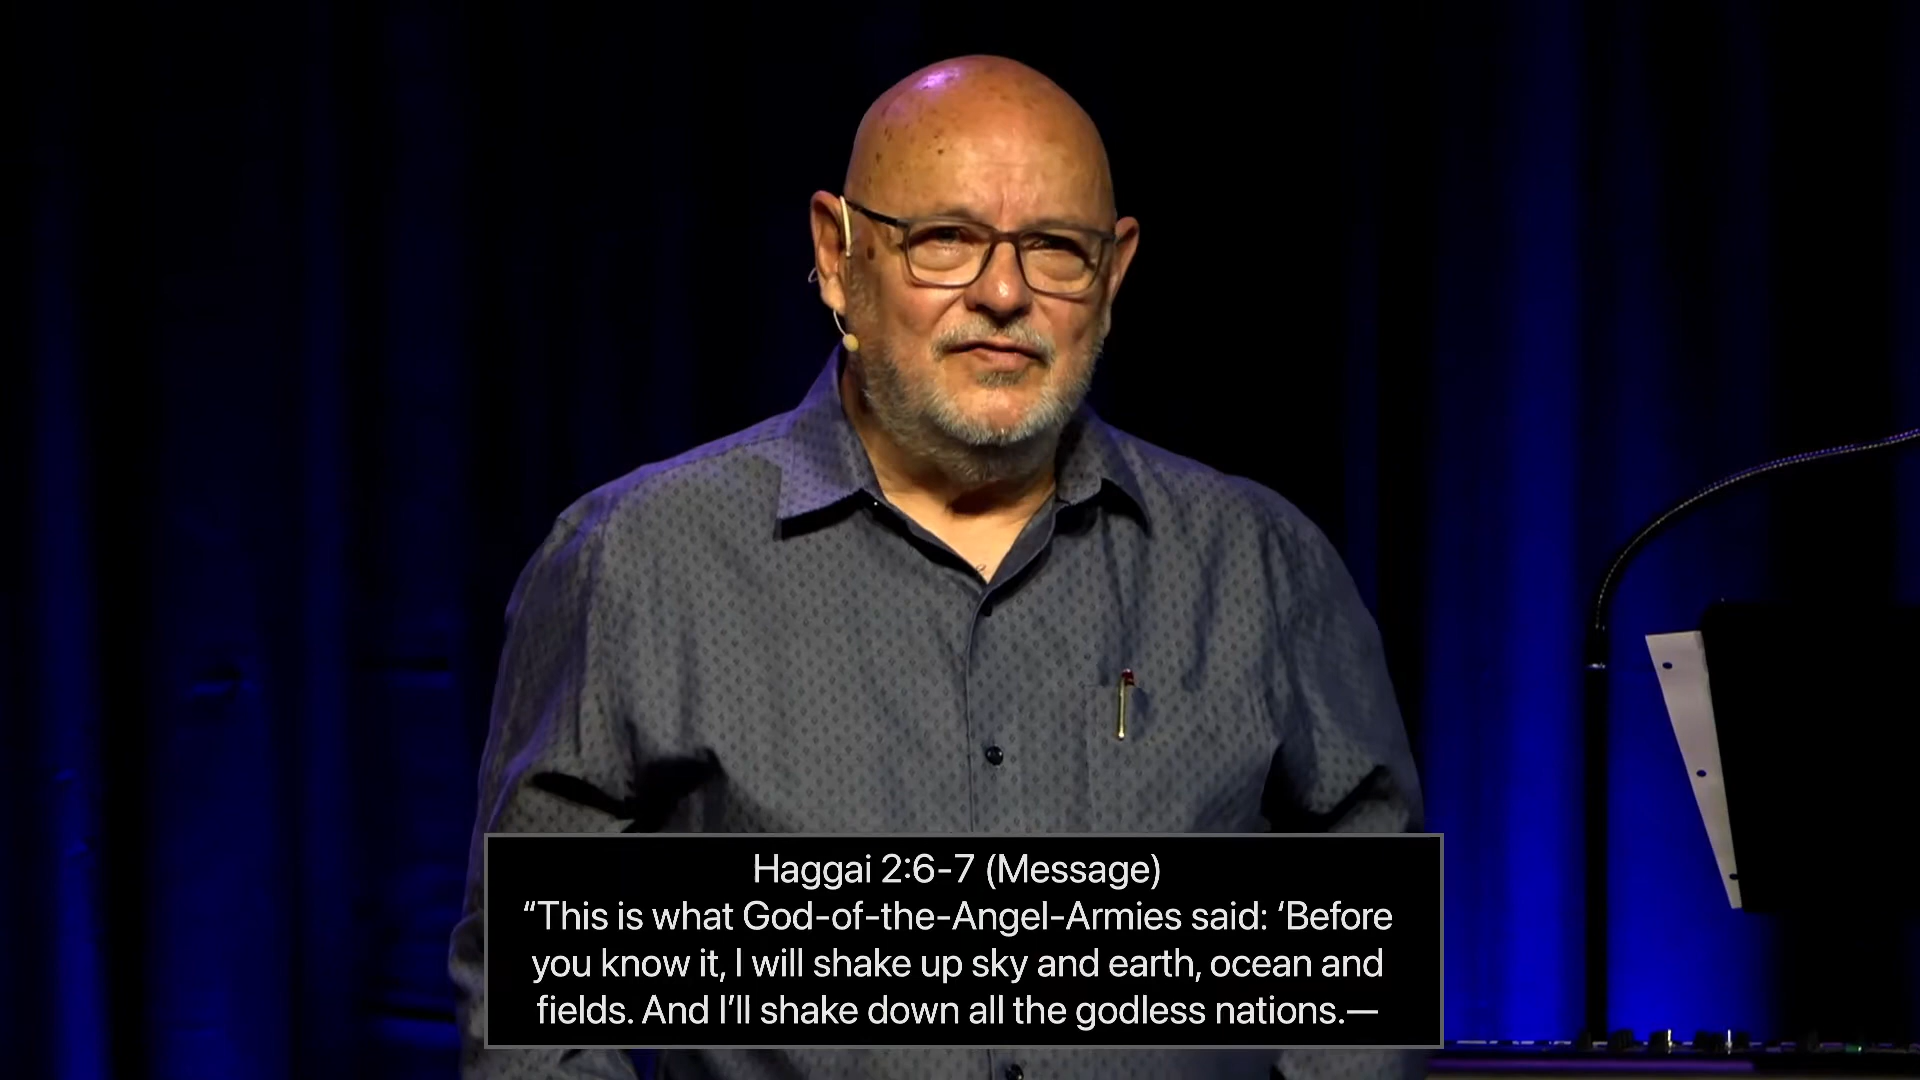 Haggai 2:6-7 (Message)
“This is what God-of-the-Angel-Armies said: ‘Before
you know it, I will shake up sky and earth, ocean and
fields. And I’ll shake down all the godless nations.—